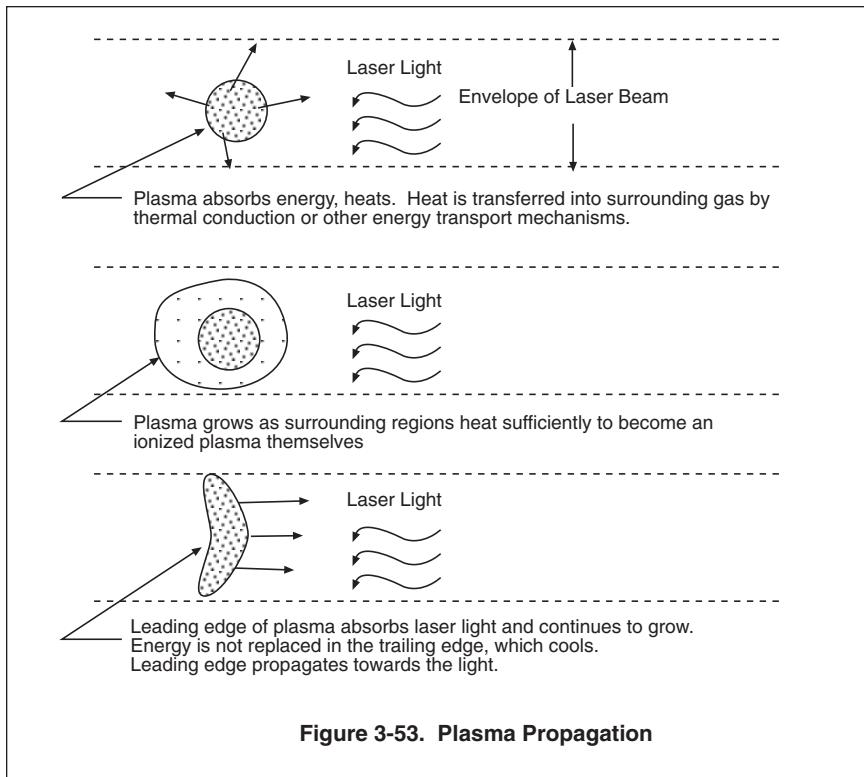 Laser Light
Envelope of Laser Beam
Plasma absorbs energy, heats. Heat is transferred into surrounding gas by
thermal conduction or other energy transport mechanisms.
Laser Light
Plasma grows as surrounding regions heat sufficiently to become an
ionized plasma themselves
Laser Light
Leading edge of plasma absorbs laser light and continues to grow.
Energy is not replaced in the trailing edge, which cools.
Leading edge propagates towards the light.
Figure 3-53. Plasma Propagation